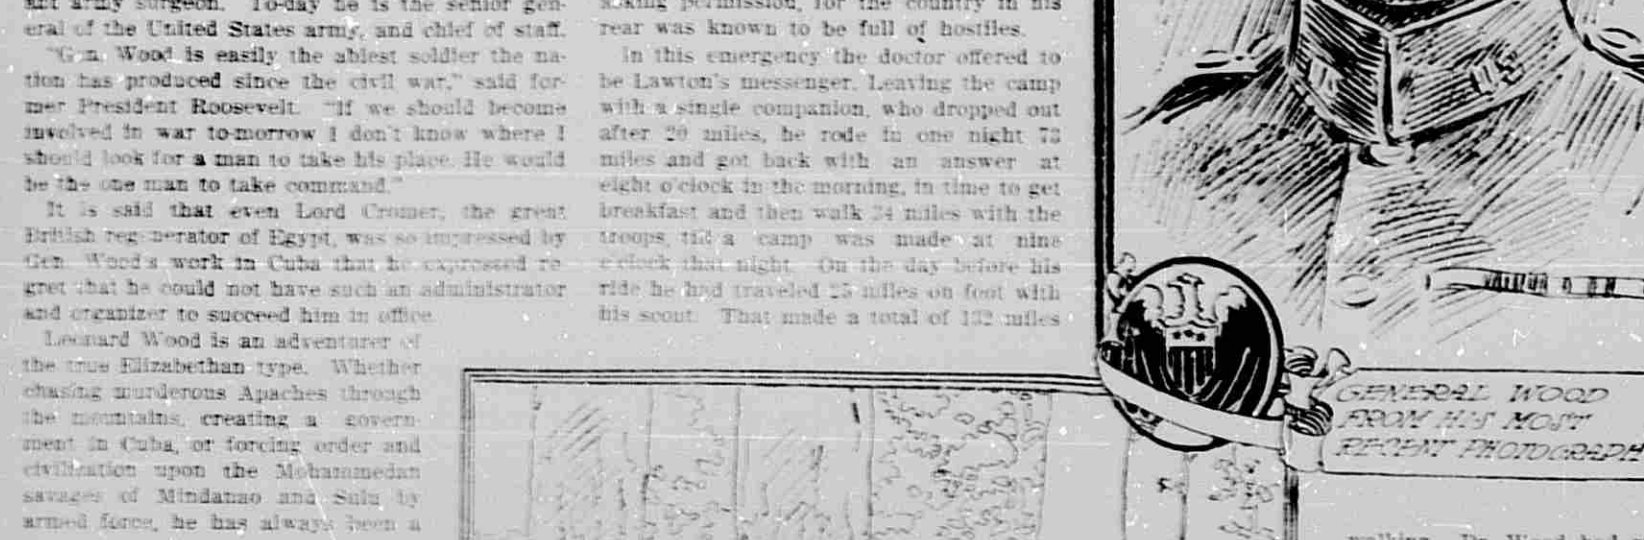 ant army surgeon. To-day he is the senior gen-
eral of the United States army, and chief of staff.
"Gen. Wood is easily the ablest soldier the na-
tion has produced since the civil war," said for-
mer President Roosevelt. "If we should become
involved in war to-morrow I don't know where I
should look for a man to take his place. He would
be the one man to take command."
It is said that even Lord Cromer, the great
British regenerator of Egypt, was so impressed by
Gen. Wood's work in Cuba that he expressed re-
gret that he could not have such an administrator
and organizer to succeed him in office.
Leonard Wood is an adventurer of
the true Elizabethan type. Whether
chasing murderous Apaches through
the mountains, creating a govern-
ment in Cuba, or forcing order and
civilization upon the Mohammedan
savages of Mindanao and Sulu by
armed force, he has always been a
asking permission, for the country in his
rear was known to be full of hostiles.
In this emergency the doctor offered to
be Lawton's messenger. Leaving the camp
with a single companion, who dropped out
after 20 miles, he rode in one night 73
miles and got back with an answer at
eight o'clock in the morning, in time to get
breakfast and then walk 34 miles with the
troops, till a camp was made at nine
o'clock that night. On the day before his
ride he had traveled 25 miles on foot with
his scout. That made a total of 132 miles
U.S.
GENERAL WOOD
FROM HIS MOST
RECENT PHOTOGRAPH
walking. Dr. Wood had